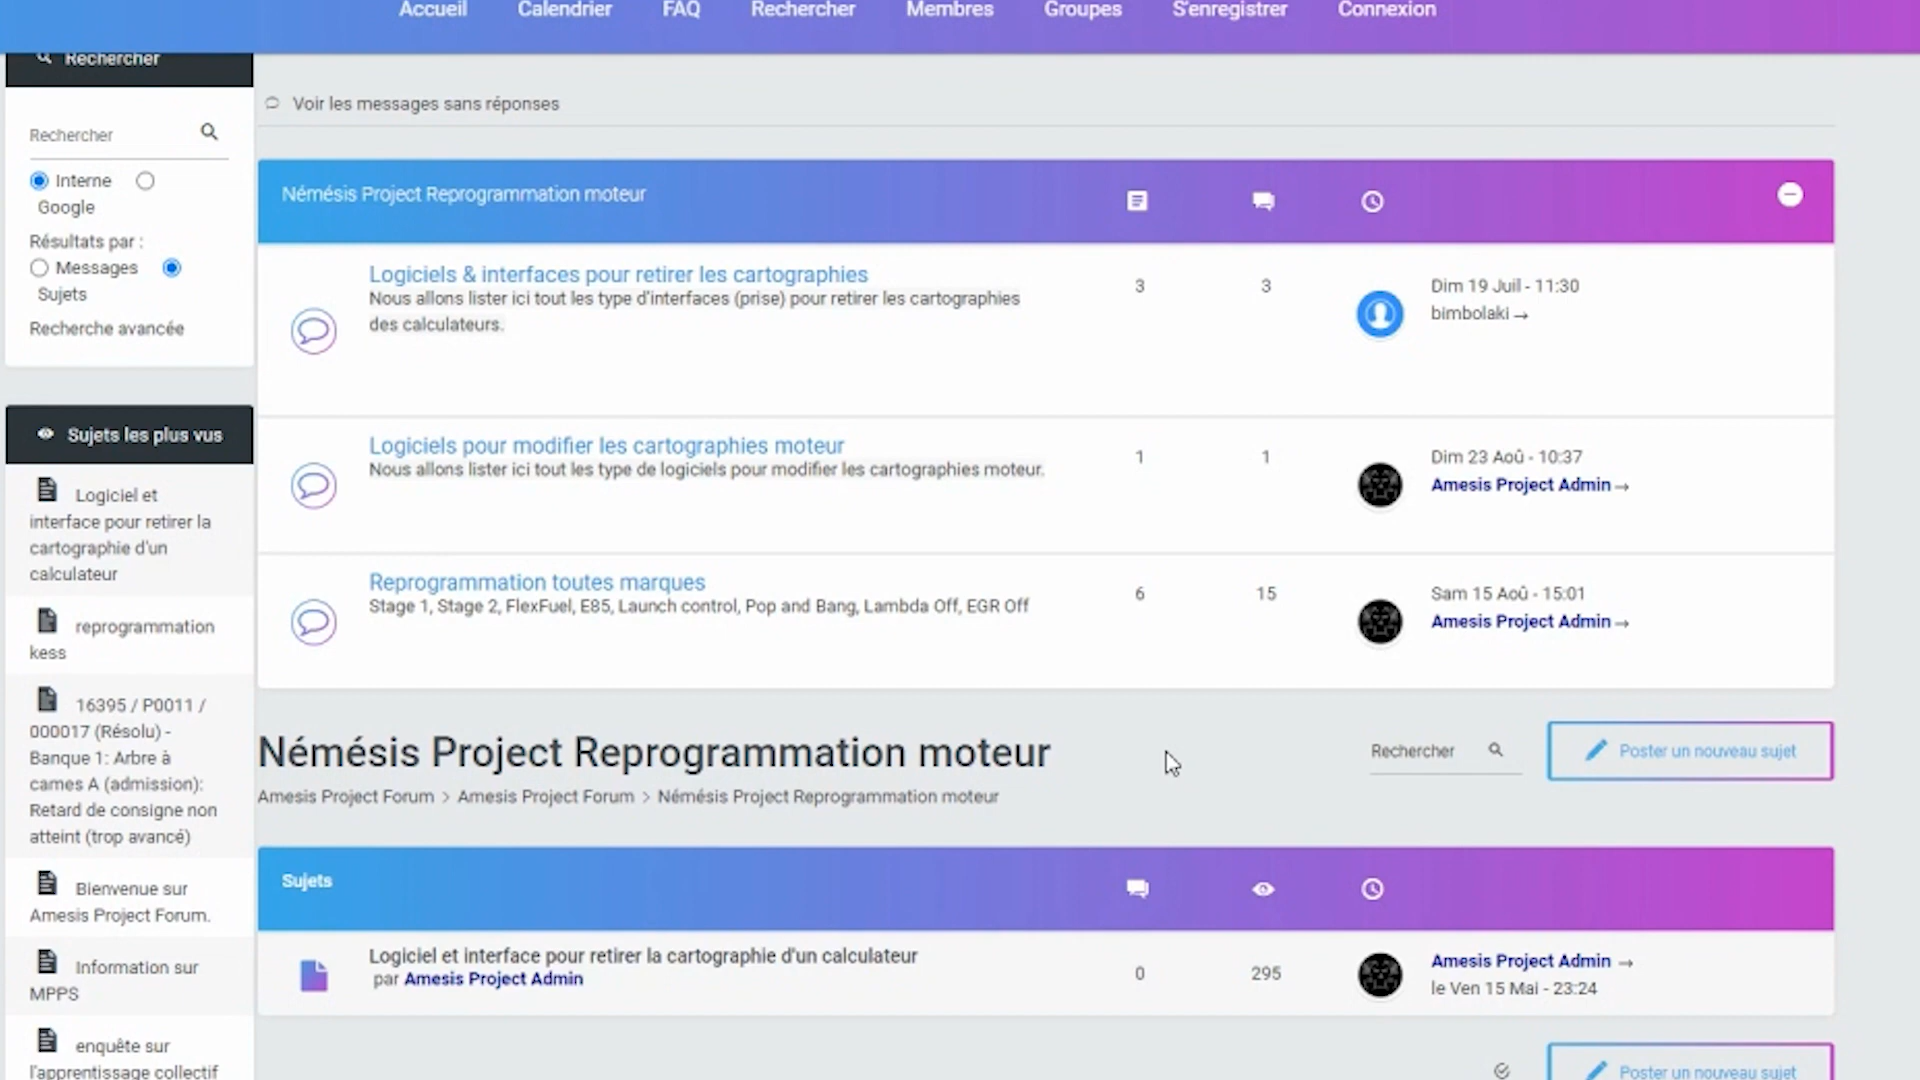 Accueil Calendrier FAQ Rechercher Membres Groupes S'enregistrer Connexion
Rechercher
Rechercher
Interne
Google
Résultats par :
Messages
Sujets
Recherche avancée
Sujets les plus vus
Logiciel et
interface pour retirer la
cartographie d'un
calculateur
reprogrammation
kess
16395 / P0011 /
000017 (Résolu) -
Banque 1: Arbre à
cames A (admission):
Retard de consigne non
atteint (trop avancé)
Bienvenue sur
Amesis Project Forum.
Information sur
MPPS
enquête sur
l'apprentissage collectif
Voir les messages sans réponses
Némésis Project Reprogrammation moteur
Logiciels & interfaces pour retirer les cartographies
Nous allons lister ici tout les type d'interfaces (prise) pour retirer les cartographies
des calculateurs.
3 3
Dim 19 Juil - 11:30
bimbolaki →
Logiciels pour modifier les cartographies moteur
Nous allons lister ici tout les type de logiciels pour modifier les cartographies moteur.
1 1
Dim 23 Aoû - 10:37
Amesis Project Admin →
Reprogrammation toutes marques
Stage 1, Stage 2, FlexFuel, E85, Launch control, Pop and Bang, Lambda Off, EGR Off
6 15
Sam 15 Aoû - 15:01
Amesis Project Admin →
Némésis Project Reprogrammation moteur
Rechercher
Poster un nouveau sujet
Amesis Project Forum > Amesis Project Forum > Némésis Project Reprogrammation moteur
Sujets
Logiciel et interface pour retirer la cartographie d'un calculateur
par Amesis Project Admin
0 295
Amesis Project Admin →
le Ven 15 Mai - 23:24
Poster un nouveau sujet